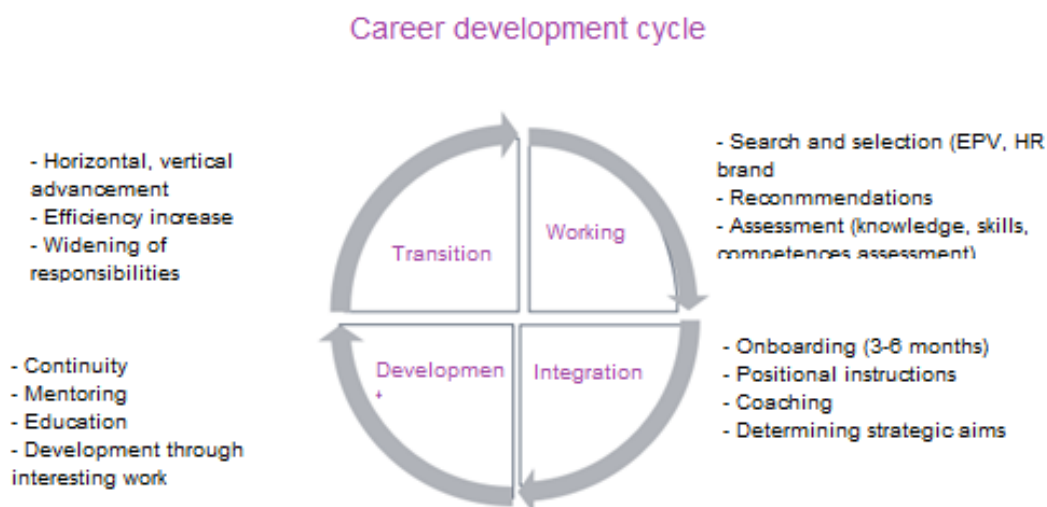 Career development cycle
- Horizontal, vertical
advancement
- Efficiency increase
- Widening of
responsibilities
Transition
Working
- Search and selection (EPV, HR
brand
- Reconmmendations
- Assessment (knowledge, skills,
competences assessment)
- Continuity
- Mentoring
- Education
- Development through
interesting work
Developmen
t
Integration
- Onboarding (3-6 months)
- Positional instructions
- Coaching
- Determining strategic aims